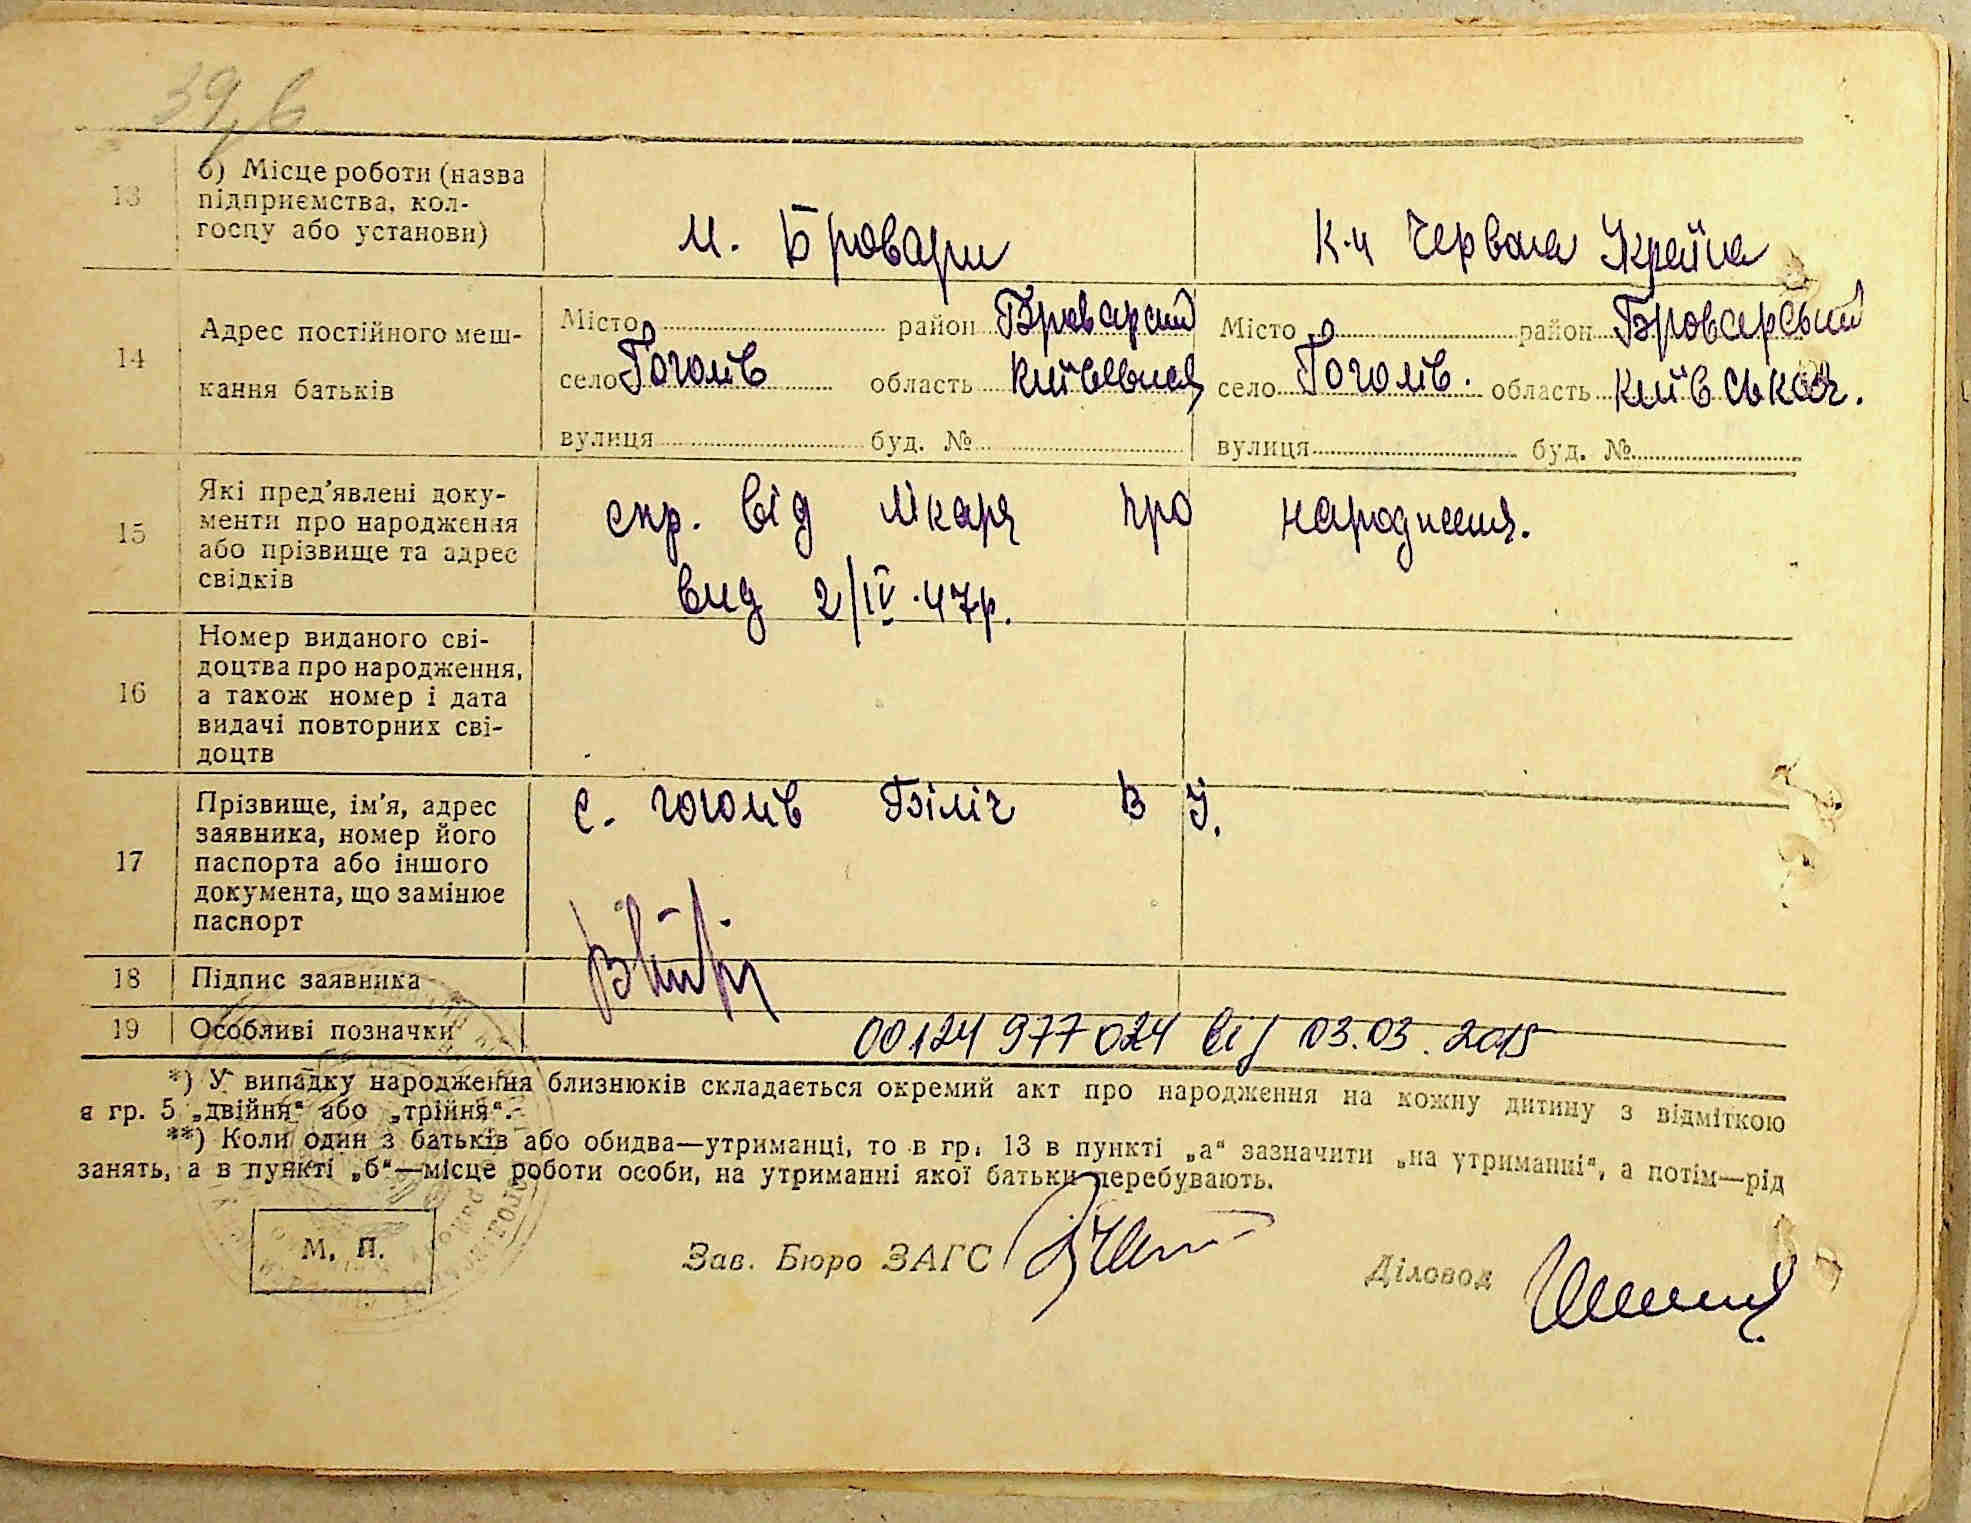 39
13 б) Місце роботи (назва
підприємства, кол-
госпу або установи)
м. Бровари к-ч Червона Україна
14 Адрес постійного меш-
кання батьків
Місто район Броварський Місто район Броварський
село Гоголів область Київська село Гоголів. область Київської.
вулиця буд. № вулиця буд. №
15 Які пред'явлені доку-
менти про народження
або прізвище та адрес
свідків
спр. від лікаря про народження.
вид 2/IV.47р.
16 Номер виданого сві-
доцтва про народження,
а також номер і дата
видачі повторних сві-
доцтв
17 Прізвище, ім'я, адрес
заявника, номер його
паспорта або іншого
документа, що замінює
паспорт
с. гоголів Біліч В
18 Підпис заявника
19 Особливі позначки
00124 977 024 від 03.03.2015
*) У випадку народження близнюків складається окремий акт про народження на кожну дитину з відміткою
в гр. 5 „двійня“ або „трійня“.
**) Коли один з батьків або обидва—утриманці, то в гр. 13 в пункті „а“ зазначити „на утриманні“, а потім—рід
занять, а в пункті „б“—місце роботи особи, на утриманні якої батьки перебувають.
М. П.
Зав. Бюро ЗАГС
Діловод